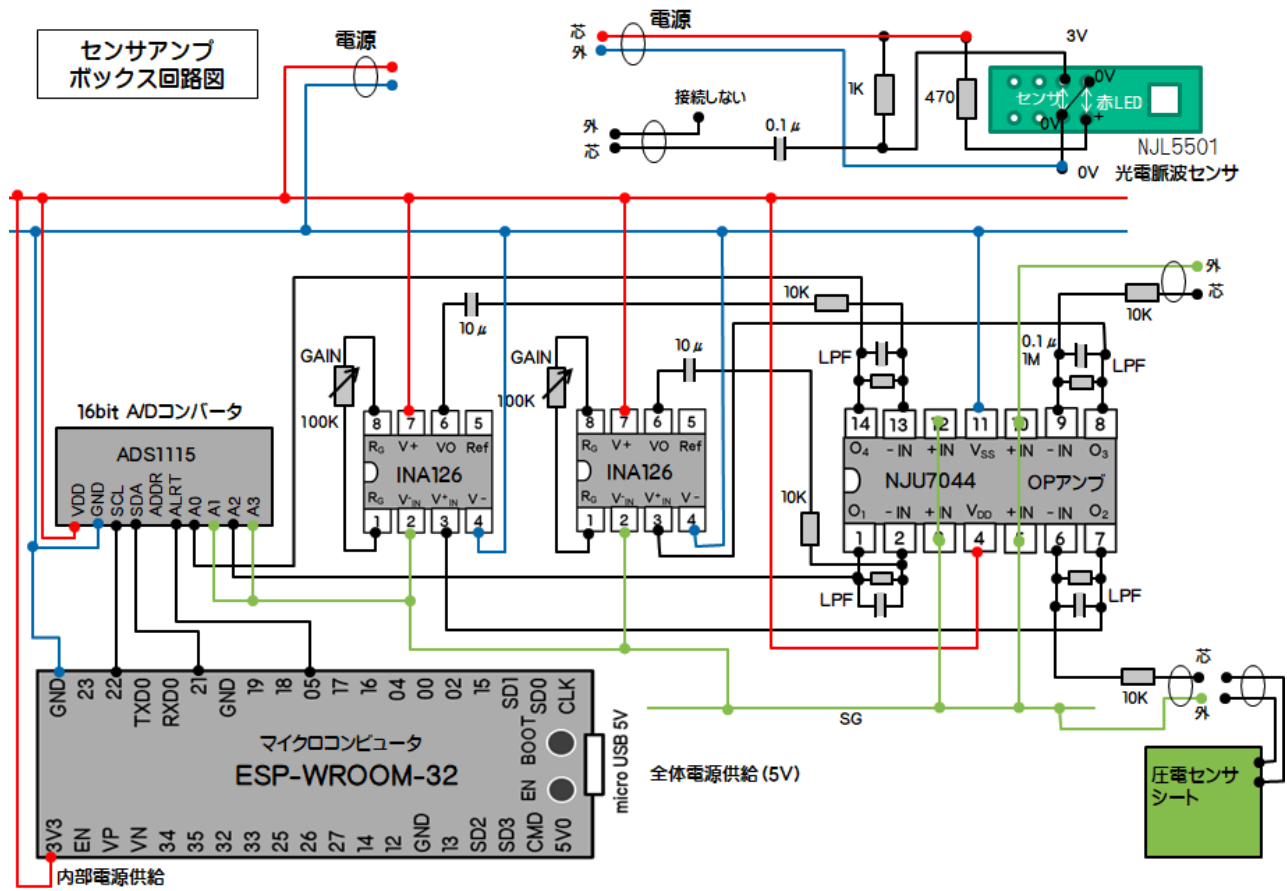 センサアンプ
ボックス回路図
電源
電源
芯
外
接続しない
外
芯
0.1μ
1K
470
3V
0V
センサ
赤LED
0V
+
NJL5501
0V
光電脈波センサ
外
芯
10K
10K
10μ
10μ
GAIN
100K
GAIN
100K
LPF
0.1μ
1M
LPF
16bit A/Dコンバータ
ADS1115
VDD
GND
SCL
SDA
ADDR
ALRT
A0
A1
A2
A3
8 7 6 5
RG V+ VO Ref
INA126
RG V-IN V+IN V-
1 2 3 4
8 7 6 5
RG V+ VO Ref
INA126
RG V-IN V+IN V-
1 2 3 4
10K
14 13 12 11 10 9 8
O4 -IN +IN VSS +IN -IN O3
NJU7044 OPアンプ
O1 -IN +IN VDD +IN -IN O2
1 2 3 4 5 6 7
LPF
LPF
芯
10K
外
SG
GND
23
22
TXD0
RXD0
21
GND
19
18
05
17
16
04
00
02
15
SD1
SD0
CLK
マイクロコンピュータ
ESP-WROOM-32
BOOT
EN
micro USB 5V
全体電源供給(5V)
3V3
EN
VP
VN
34
35
32
33
25
26
27
14
12
GND
13
SD2
SD3
CMD
5V0
内部電源供給
圧電センサ
シート